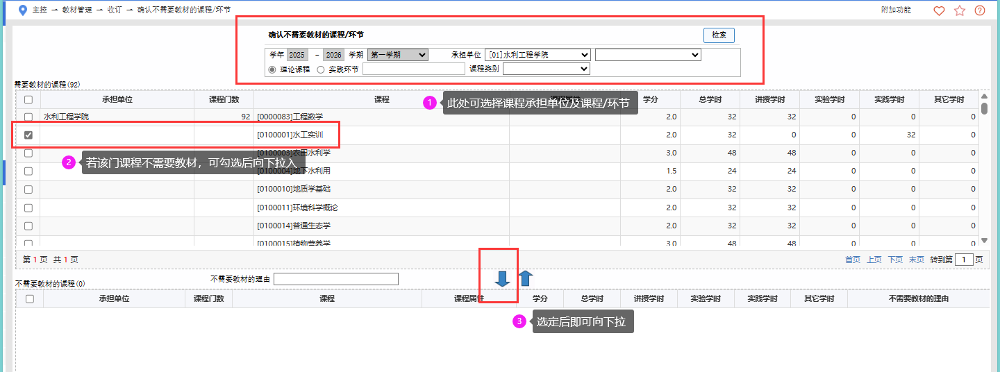 主控 → 教材管理 → 收订 → 确认不需要教材的课程/环节 附加功能
确认不需要教材的课程/环节 检索
学年 2025 - 2026 学期 第一学期 承担单位 [01]水利工程学院
理论课程 实践环节 课程类别
需要教材的课程(92)
承担单位 课程门数 课程 学分 总学时 讲授学时 实验学时 实践学时 其它学时
1 此处可选择课程承担单位及课程/环节
水利工程学院 92 [0000083]工程数学 2.0 32 32 0 0 0
[0100001]水工实训 2.0 32 0 0 32 0
[0100003]农田水利学 3.0 48 48 0 0 0
2 若该门课程不需要教材，可勾选后向下拉入
[0100004]地下水利用 1.5 24 24 0 0 0
[0100010]地质学基础 2.0 32 32 0 0 0
[0100011]环境科学概论 2.0 32 32 0 0 0
[0100014]普通生态学 2.0 32 32 0 0 0
[0100015]植物营养学 3.0 48 48 0 0 0
第 1 页 共 1 页 首页 上页 下页 末页 转到第 1 页
不需要教材的课程(0) 不需要教材的理由
承担单位 课程门数 课程 课程属性 学分 总学时 讲授学时 实验学时 实践学时 其它学时 不需要教材的理由
3 选定后即可向下拉